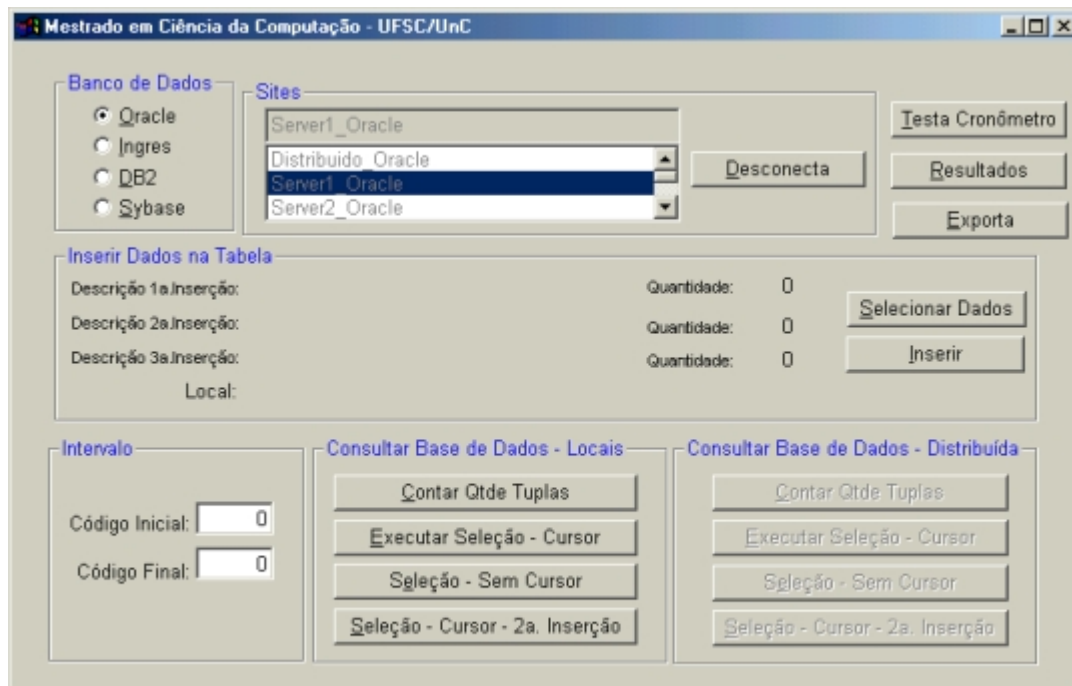 Mestrado em Ciência da Computação - UFSC/UnC
Banco de Dados
Oracle
Ingres
DB2
Sybase
Sites
Server1_Oracle
Distribuido_Oracle
Server1_Oracle
Server2_Oracle
Desconecta
Testa Cronômetro
Resultados
Exporta
Inserir Dados na Tabela
Descrição 1a.Inserção: Quantidade: 0
Descrição 2a.Inserção: Quantidade: 0
Descrição 3a.Inserção: Quantidade: 0
Local:
Selecionar Dados
Inserir
Intervalo
Código Inicial: 0
Código Final: 0
Consultar Base de Dados - Locais
Contar Qtde Tuplas
Executar Seleção - Cursor
Seleção - Sem Cursor
Seleção - Cursor - 2a. Inserção
Consultar Base de Dados - Distribuída
Contar Qtde Tuplas
Executar Seleção - Cursor
Seleção - Sem Cursor
Seleção - Cursor - 2a. Inserção